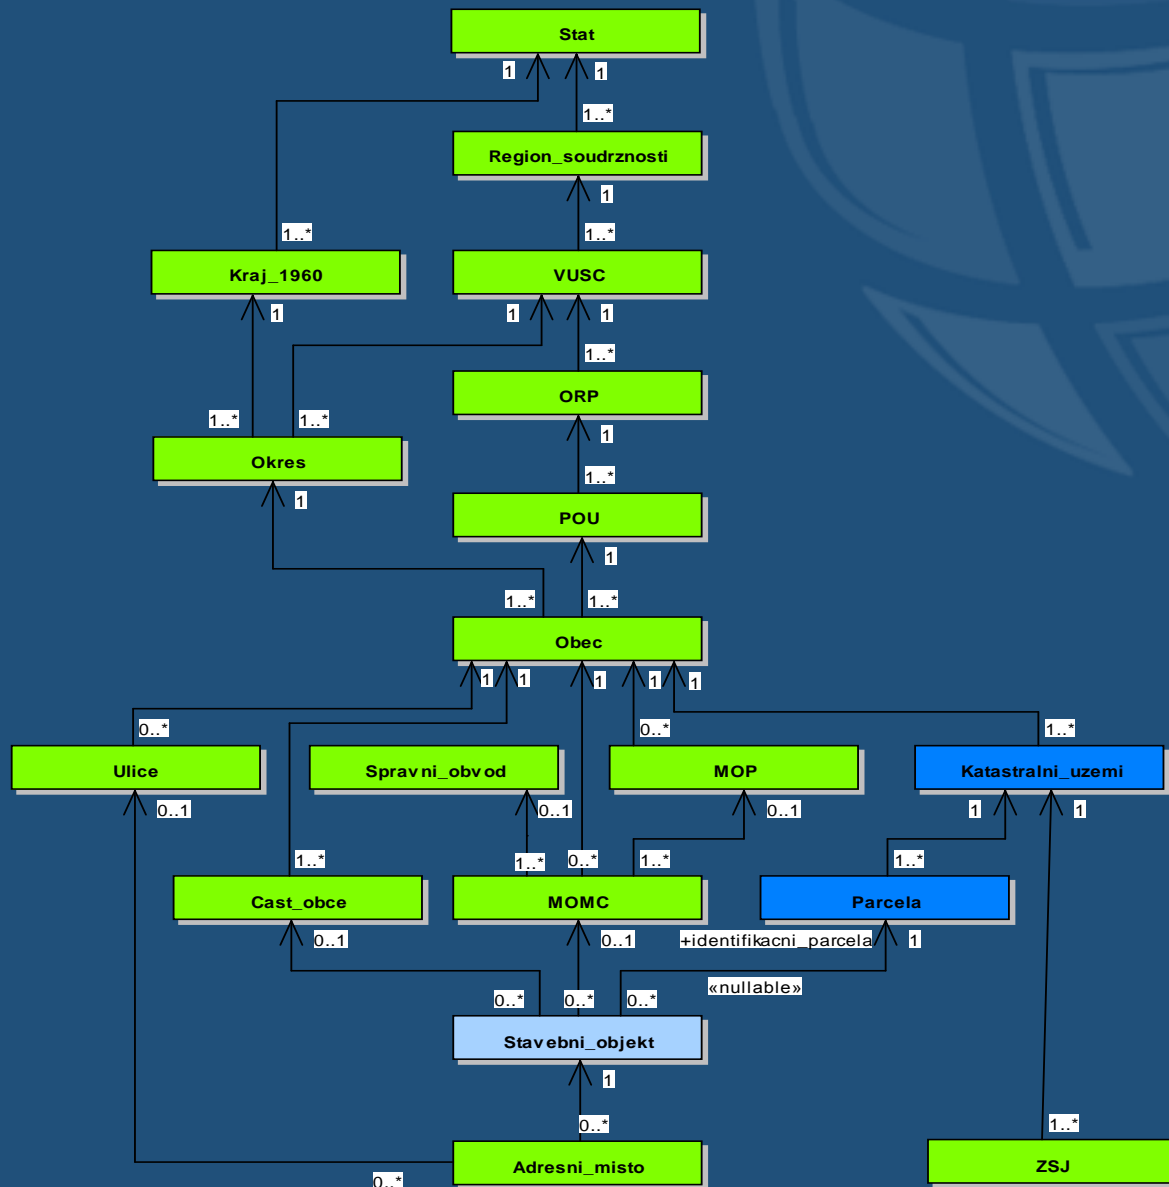 Stat
1 1
1..*
Region_soudrznosti
1
1..* 1..*
Kraj_1960 VUSC
1 1 1
1..*
ORP
1..* 1..* 1
Okres
1..*
1
POU
1
1..* 1..*
Obec
1 1 1 1 1
0..* 0..* 1..*
Ulice Spravni_obvod MOP Katastralni_uzemi
0..1 0..1 0..1 1 1
1..* 1..* 0..* 1..* 1..*
Cast_obce MOMC Parcela
0..1 0..1 +identifikacni_parcela 1
«nullable»
0..* 0..* 0..*
Stavebni_objekt
1
0..* 1..*
Adresni_misto ZSJ
0..*